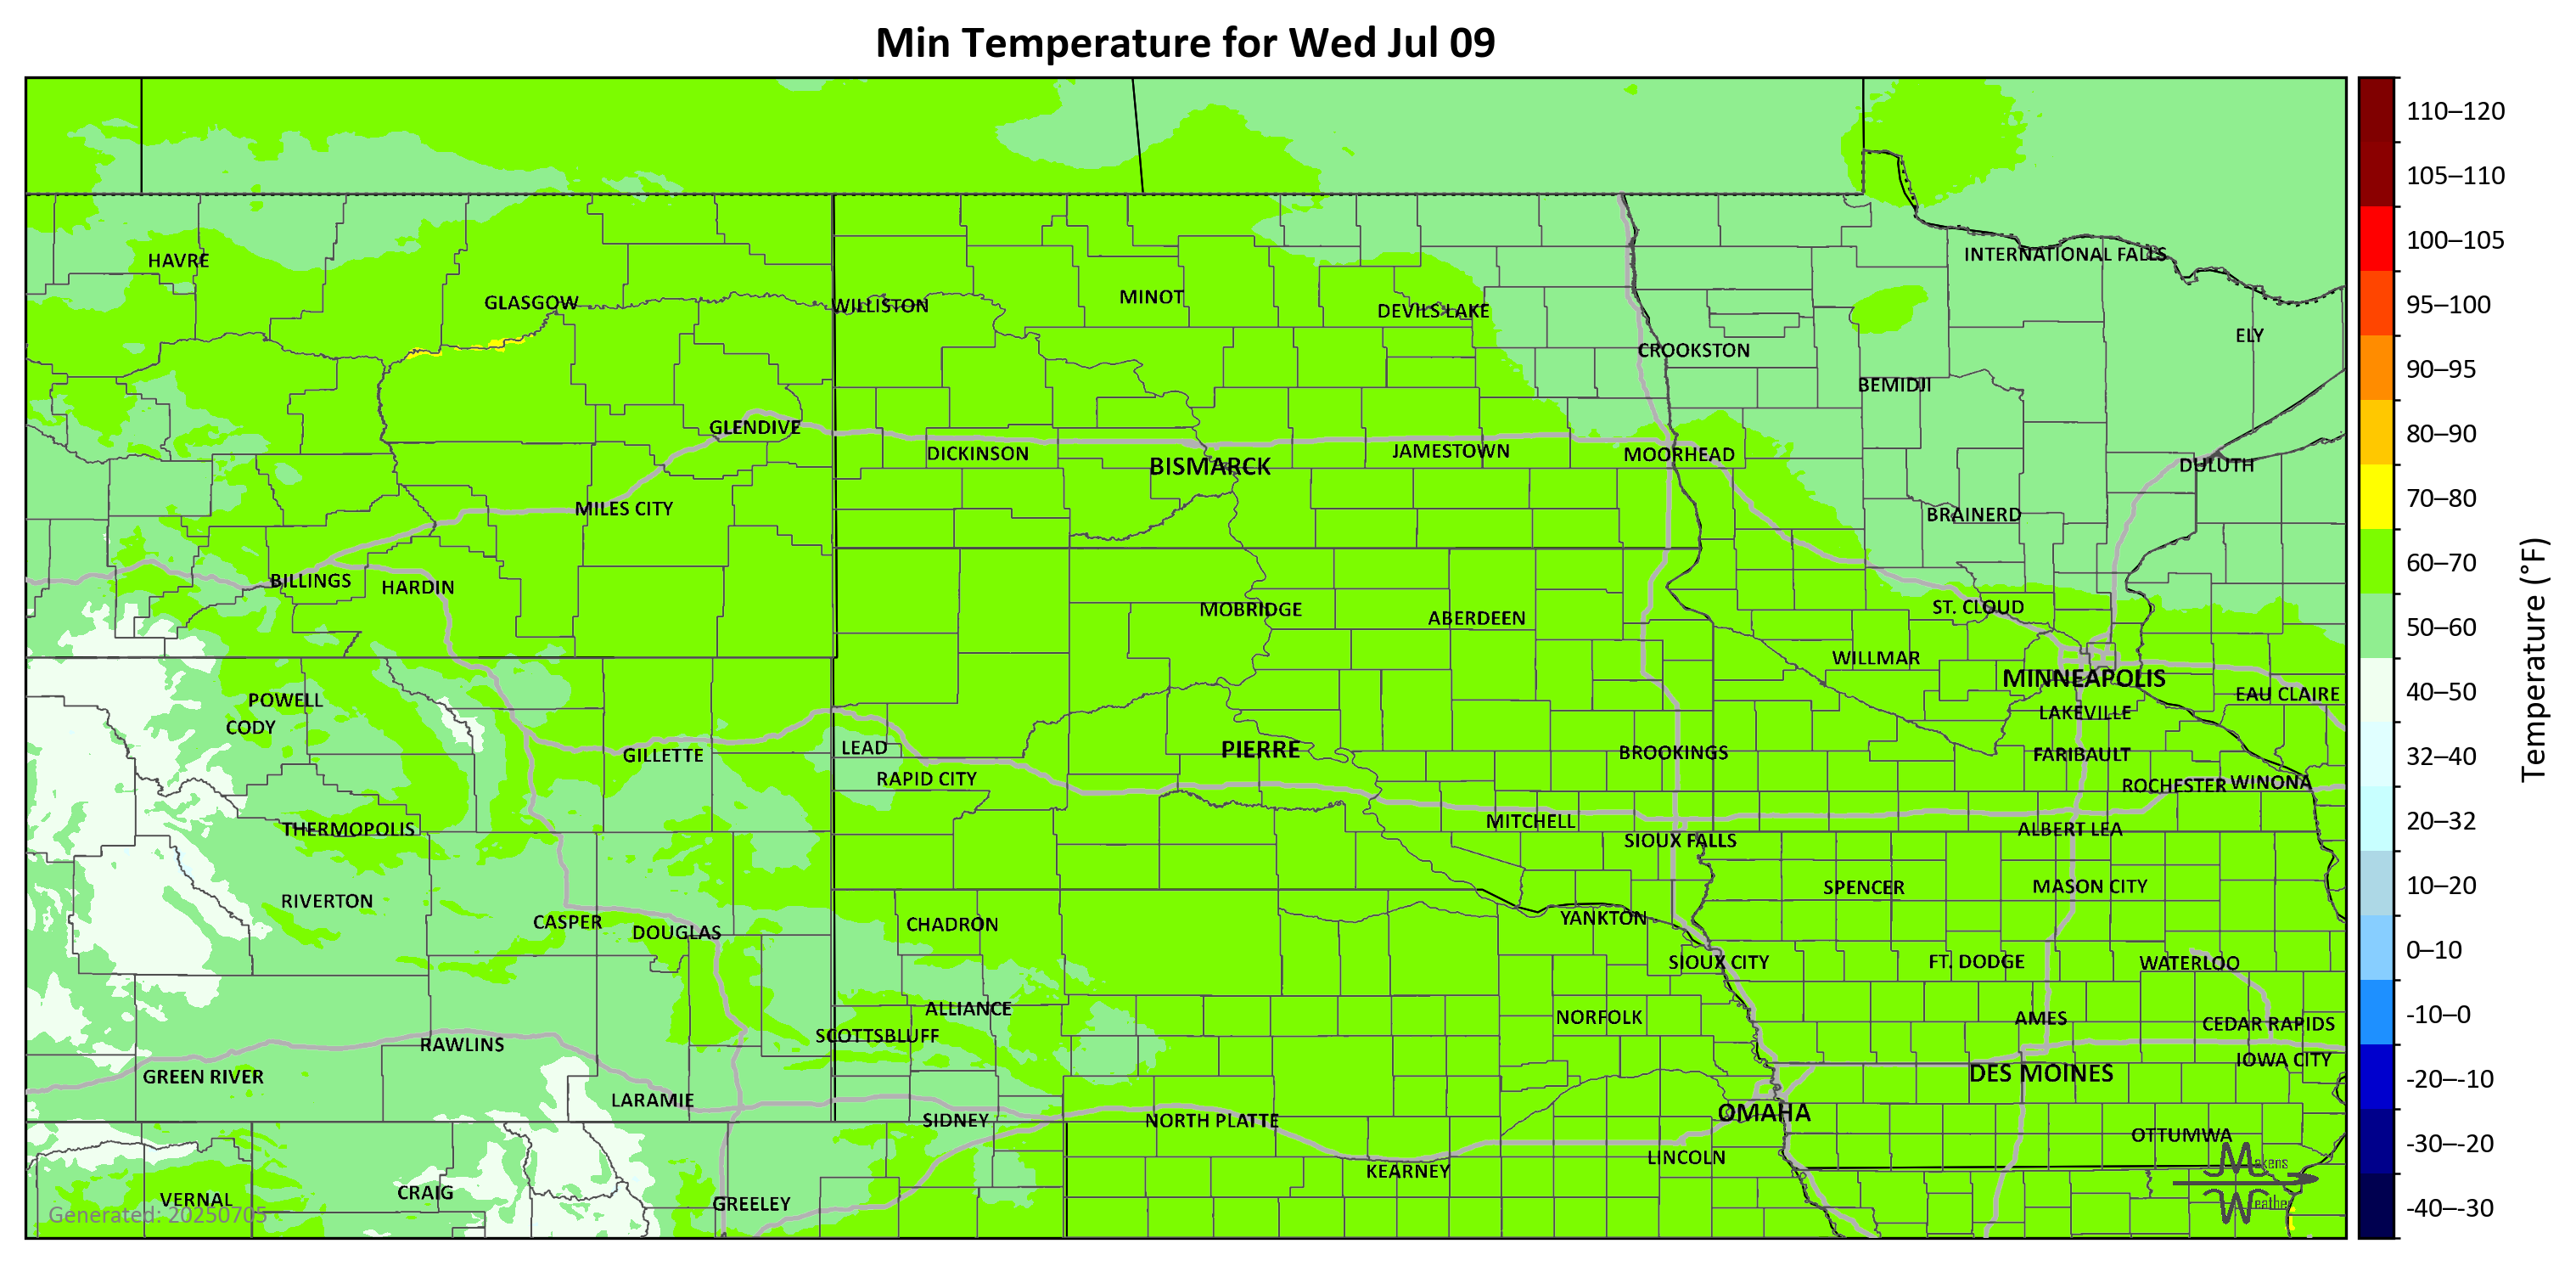 Min Temperature for Wed Jul 09
HAVRE
GLASGOW
WILLISTON
MINOT
DEVILS LAKE
INTERNATIONAL FALLS
ELY
CROOKSTON
BEMIDJI
GLENDIVE
DICKINSON
BISMARCK
JAMESTOWN
MOORHEAD
DULUTH
MILES CITY
BRAINERD
BILLINGS
HARDIN
MOBRIDGE
ABERDEEN
ST. CLOUD
WILLMAR
MINNEAPOLIS
EAU CLAIRE
POWELL
CODY
LAKEVILLE
GILLETTE
LEAD
PIERRE
BROOKINGS
FARIBAULT
RAPID CITY
ROCHESTER
WINONA
THERMOPOLIS
MITCHELL
SIOUX FALLS
ALBERT LEA
RIVERTON
SPENCER
MASON CITY
CASPER
DOUGLAS
CHADRON
YANKTON
SIOUX CITY
FT. DODGE
WATERLOO
ALLIANCE
NORFOLK
AMES
CEDAR RAPIDS
SCOTTSBLUFF
RAWLINS
IOWA CITY
GREEN RIVER
DES MOINES
LARAMIE
SIDNEY
NORTH PLATTE
OMAHA
OTTUMWA
KEARNEY
LINCOLN
VERNAL
CRAIG
GREELEY
Generated: 20250705
Makens
Weather
110–120
105–110
100–105
95–100
90–95
80–90
70–80
60–70
50–60
40–50
32–40
20–32
10–20
0–10
-10–0
-20–-10
-30–-20
-40–-30
Temperature (°F)